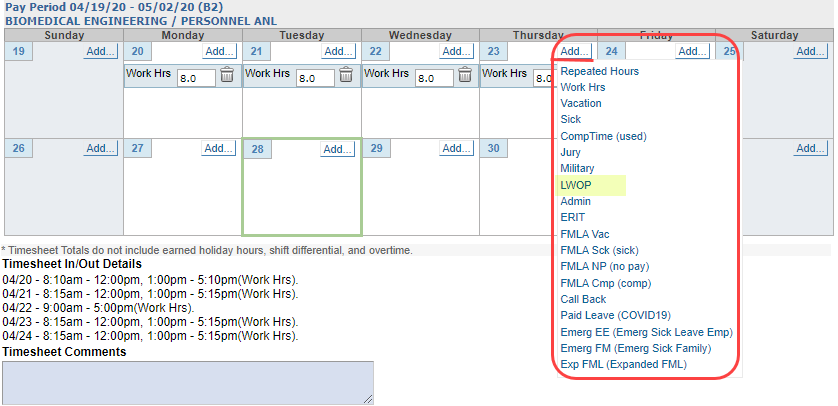 Pay Period 04/19/20 - 05/02/20 (B2)
BIOMEDICAL ENGINEERING / PERSONNEL ANL
Sunday Monday Tuesday Wednesday Thursday Friday Saturday
19 Add... 20 Add... 21 Add... 22 Add... 23 Add... 24 Add... 25 Add...
Work Hrs 8.0 Work Hrs 8.0 Work Hrs 8.0 Work Hrs 8.0
26 Add... 27 Add... 28 Add... 29 Add... 30 Add...
Repeated Hours
Work Hrs
Vacation
Sick
CompTime (used)
Jury
Military
LWOP
Admin
ERIT
FMLA Vac
FMLA Sck (sick)
FMLA NP (no pay)
FMLA Cmp (comp)
Call Back
Paid Leave (COVID19)
Emerg EE (Emerg Sick Leave Emp)
Emerg FM (Emerg Sick Family)
Exp FML (Expanded FML)
* Timesheet Totals do not include earned holiday hours, shift differential, and overtime.
Timesheet In/Out Details
04/20 - 8:10am - 12:00pm, 1:00pm - 5:10pm(Work Hrs).
04/21 - 8:15am - 12:00pm, 1:00pm - 5:15pm(Work Hrs).
04/22 - 9:00am - 5:00pm(Work Hrs).
04/23 - 8:15am - 12:00pm, 1:00pm - 5:15pm(Work Hrs).
04/24 - 8:15am - 12:00pm, 1:00pm - 5:15pm(Work Hrs).
Timesheet Comments